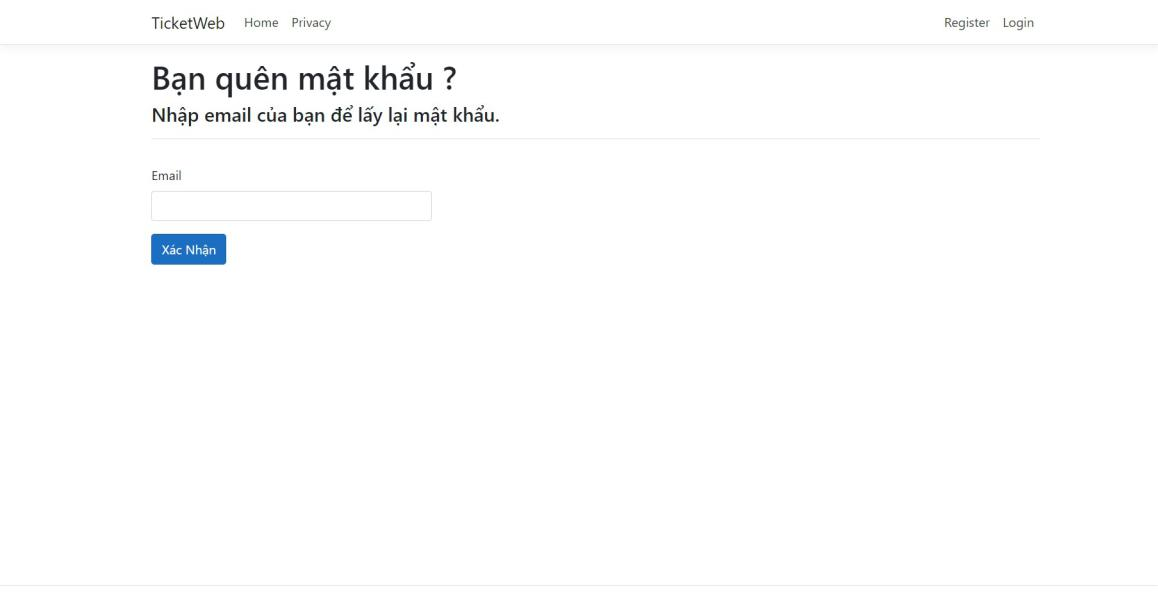 TicketWeb Home Privacy Register Login
Bạn quên mật khẩu ?
Nhập email của bạn để lấy lại mật khẩu.
Email
Xác Nhận